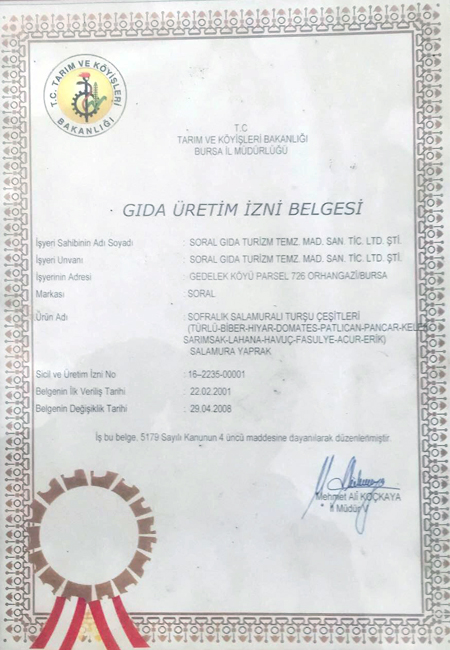 T.C. TARIM VE KÖYİŞLERİ BAKANLIĞI
T.C
TARIM VE KÖYİŞLERİ BAKANLIĞI
BURSA İL MÜDÜRLÜĞÜ
GIDA ÜRETİM İZNİ BELGESİ
İşyeri Sahibinin Adı Soyadı : SORAL GIDA TURİZM TEMZ. MAD. SAN. TİC. LTD. ŞTİ.
İşyeri Unvanı : SORAL GIDA TURİZM TEMZ. MAD. SAN. TİC. LTD. ŞTİ.
İşyerinin Adresi : GEDELEK KÖYÜ PARSEL 726 ORHANGAZİ/BURSA
Markası : SORAL
Ürün Adı : SOFRALIK SALAMURALI TURŞU ÇEŞİTLERİ
(TÜRLÜ-BİBER-HIYAR-DOMATES-PATLICAN-PANCAR-
SARIMSAK-LAHANA-HAVUÇ-FASULYE-ACUR-ERİK)
SALAMURA YAPRAK
Sicil ve Üretim İzni No : 16–2235-00001
Belgenin İlk Veriliş Tarihi : 22.02.2001
Belgenin Değişiklik Tarihi : 29.04.2008
İş bu belge, 5179 Sayılı Kanunun 4 üncü maddesine dayanılarak düzenlenmiştir.
Mehmet Ali KOÇKAYA
İl Müdür